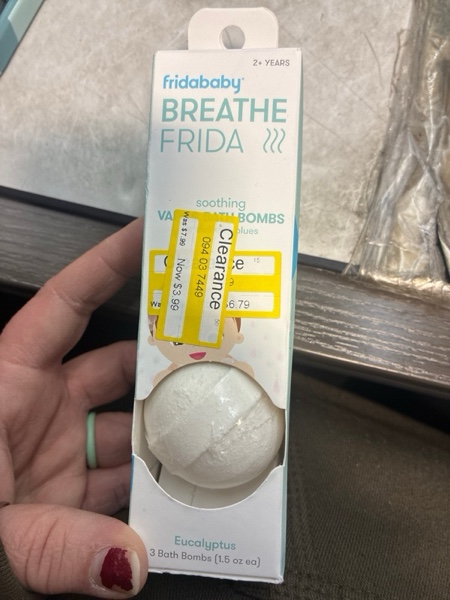 2+ YEARS
fridababy
BREATHE
FRIDA
soothing
BATH BOMBS
blues
Clearance
094 03 7449
Was $7.99 Now $3.99
Eucalyptus
3 Bath Bombs (1.5 oz ea)